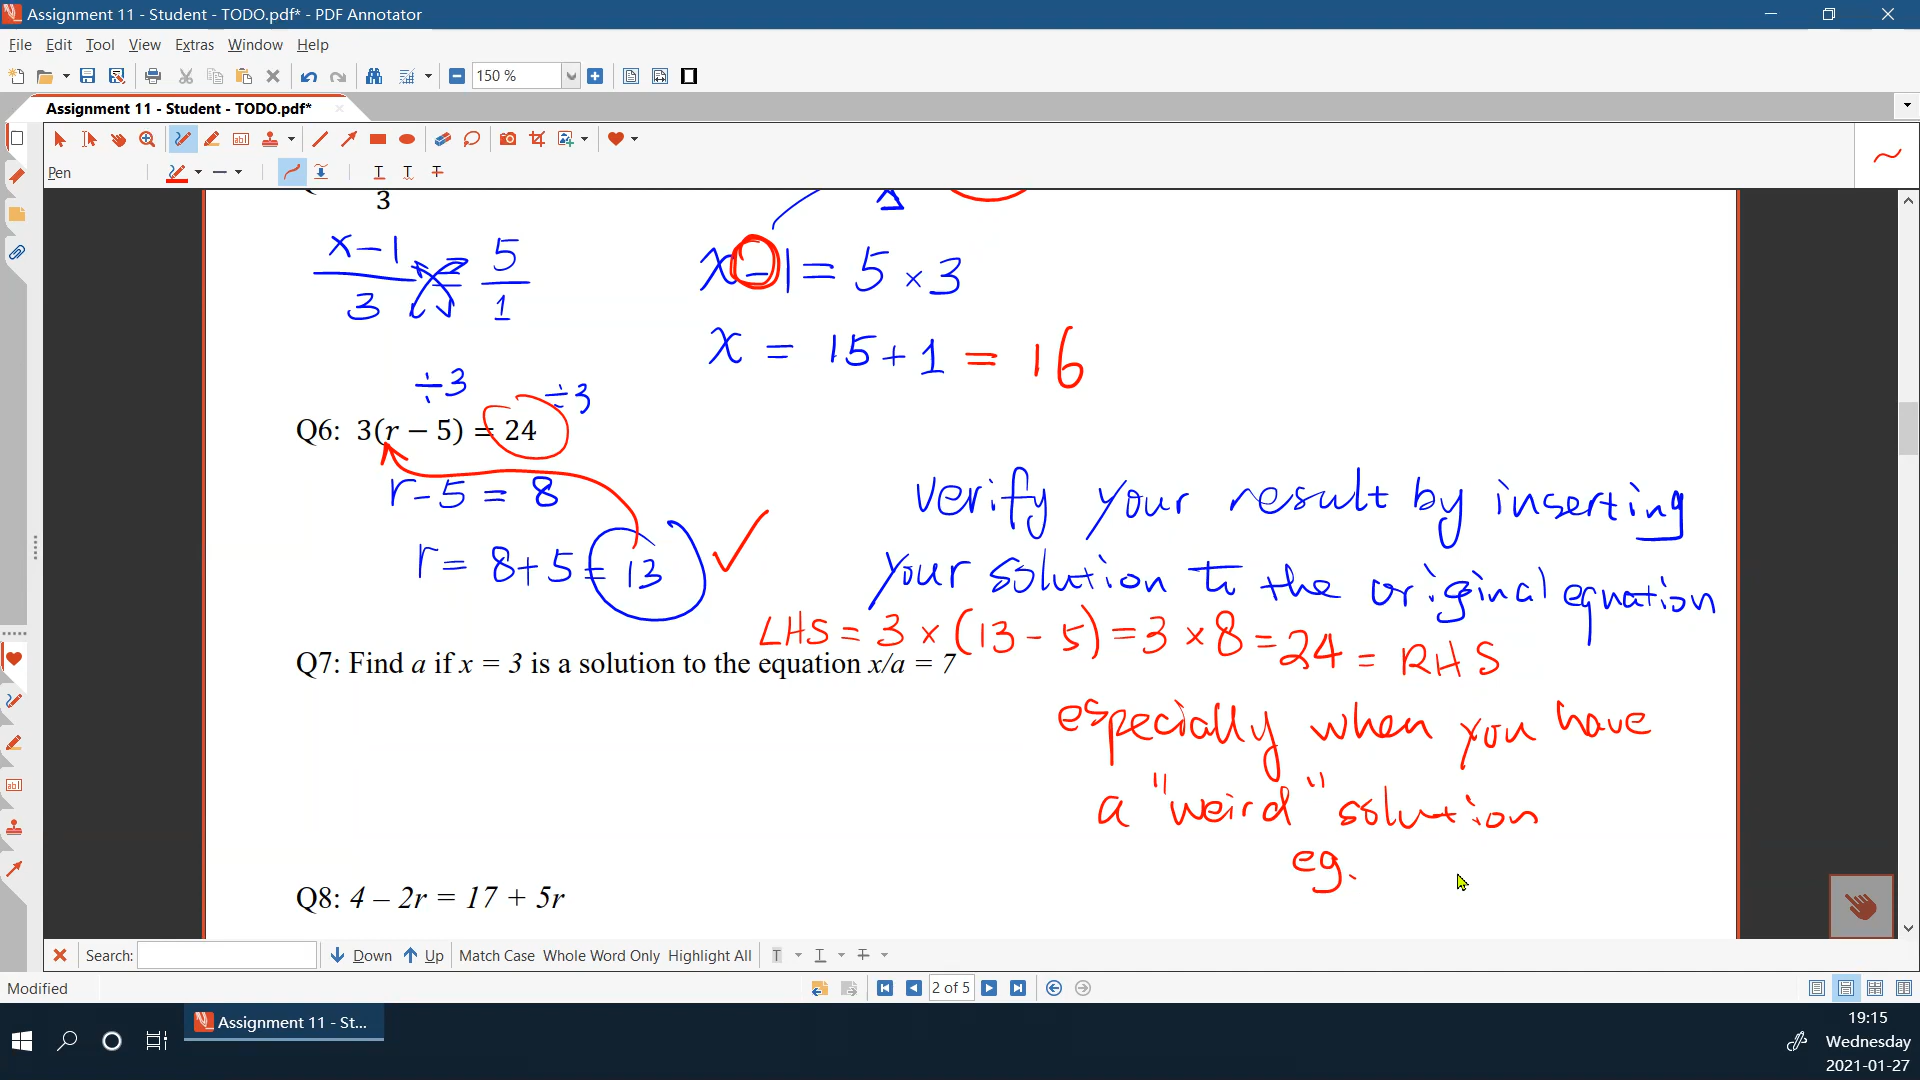 Assignment 11 - Student - TODO.pdf* - PDF Annotator
File Edit Tool View Extras Window Help
150 %
Assignment 11 - Student - TODO.pdf*
Pen
3
x-1/3 = 5/1
x-1 = 5 × 3
x = 15+1 = 16
÷3 ÷3
Q6: 3(r − 5) = 24
r-5 = 8
r = 8+5 = 13
verify your result by inserting
your solution to the original equation
LHS = 3 × (13 - 5) = 3 × 8 = 24 = RHS
Q7: Find a if x = 3 is a solution to the equation x/a = 7
especially when you have
a "weird" solution
eg.
Q8: 4 – 2r = 17 + 5r
Search: Down Up Match Case Whole Word Only Highlight All
Modified
2 of 5
Assignment 11 - St...
19:15
Wednesday
2021-01-27